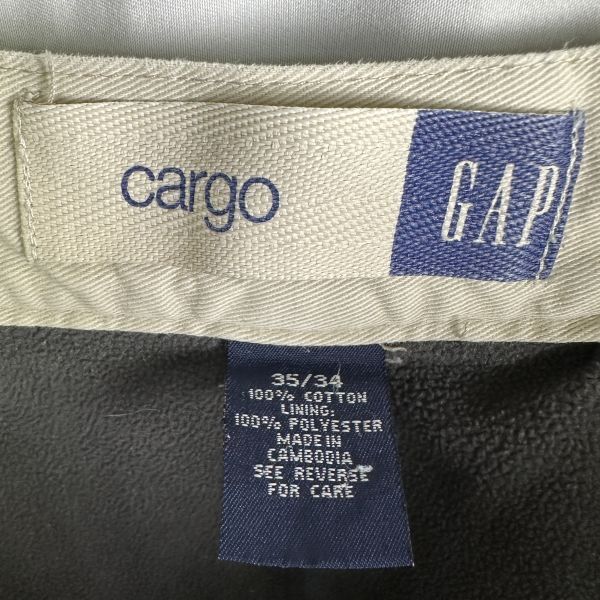 cargo GAP
35/34
100% COTTON
LINING:
100% POLYESTER
MADE IN
CAMBODIA
SEE REVERSE
FOR CARE